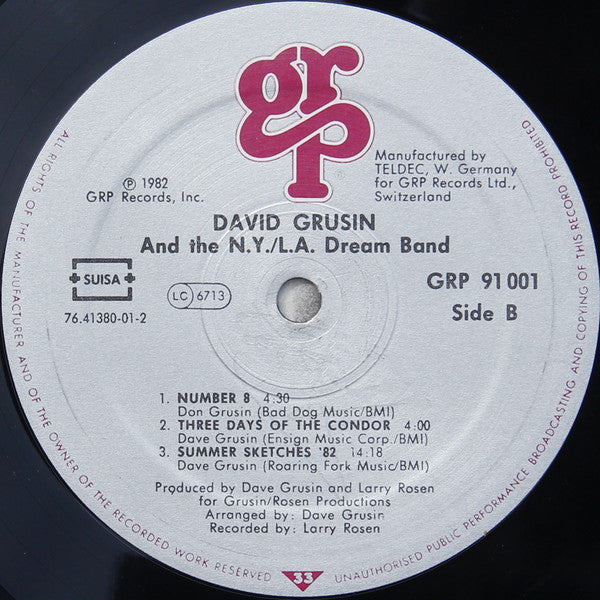 grp
®
℗ 1982
GRP Records, Inc.
Manufactured by
TELDEC, W. Germany
for GRP Records Ltd.,
Switzerland
DAVID GRUSIN
And the N.Y./L.A. Dream Band
SUISA
76.41380-01-2
LC 6713
GRP 91 001
Side B
1. NUMBER 8 4:30
Don Grusin (Bad Dog Music/BMI)
2. THREE DAYS OF THE CONDOR 4:00
Dave Grusin (Ensign Music Corp./BMI)
3. SUMMER SKETCHES '82 14:18
Dave Grusin (Roaring Fork Music/BMI)
Produced by Dave Grusin and Larry Rosen
for Grusin/Rosen Productions
Arranged by: Dave Grusin
Recorded by: Larry Rosen
ALL RIGHTS OF THE MANUFACTURER AND OF THE OWNER OF THE RECORDED WORK RESERVED
33
UNAUTHORISED PUBLIC PERFORMANCE BROADCASTING AND COPYING OF THIS RECORD PROHIBITED